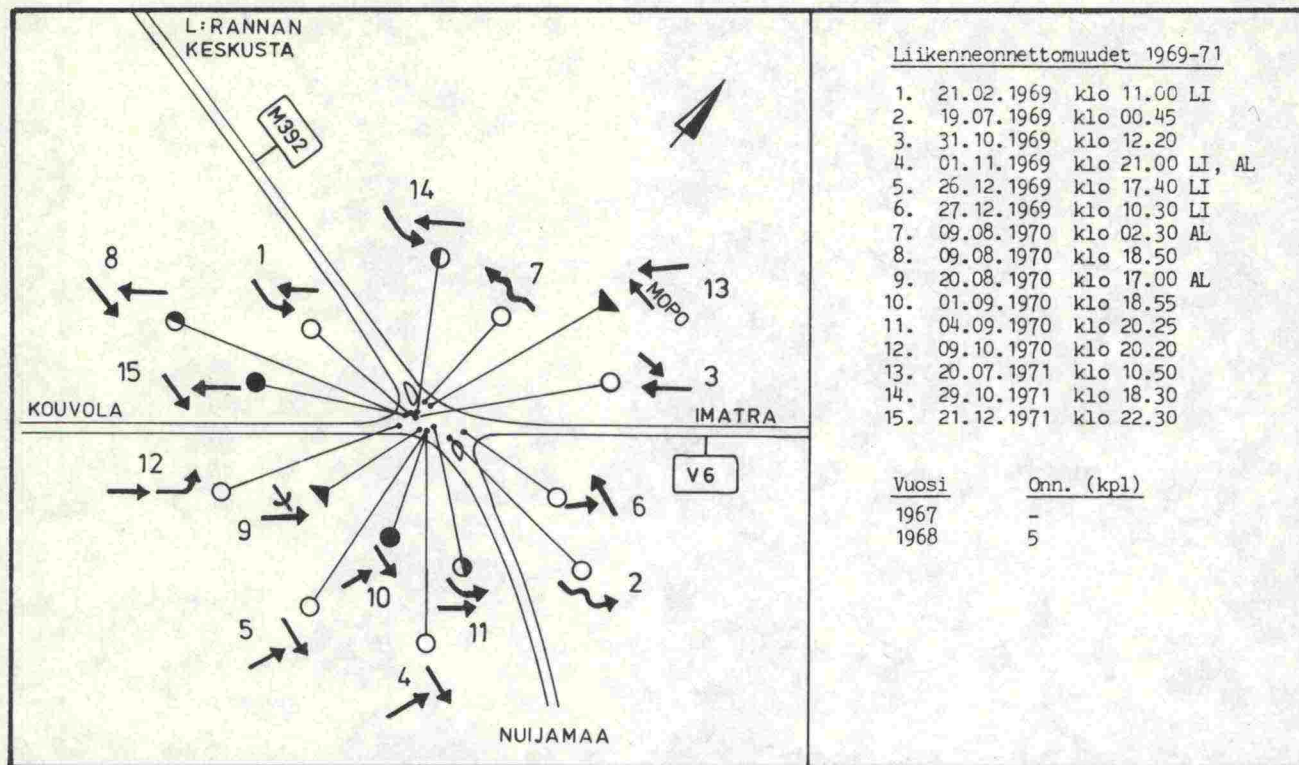 L:RANNAN
KESKUSTA
M392
14
8
1
7
13
MOPO
15
3
KOUVOLA
IMATRA
V6
12
9
6
10
2
5
11
4
NUIJAMAA
Liikenneonnettomuudet 1969-71
1. 21.02.1969 klo 11.00 LI
2. 19.07.1969 klo 00.45
3. 31.10.1969 klo 12.20
4. 01.11.1969 klo 21.00 LI, AL
5. 26.12.1969 klo 17.40 LI
6. 27.12.1969 klo 10.30 LI
7. 09.08.1970 klo 02.30 AL
8. 09.08.1970 klo 18.50
9. 20.08.1970 klo 17.00 AL
10. 01.09.1970 klo 18.55
11. 04.09.1970 klo 20.25
12. 09.10.1970 klo 20.20
13. 20.07.1971 klo 10.50
14. 29.10.1971 klo 18.30
15. 21.12.1971 klo 22.30
Vuosi Onn. (kpl)
1967 -
1968 5